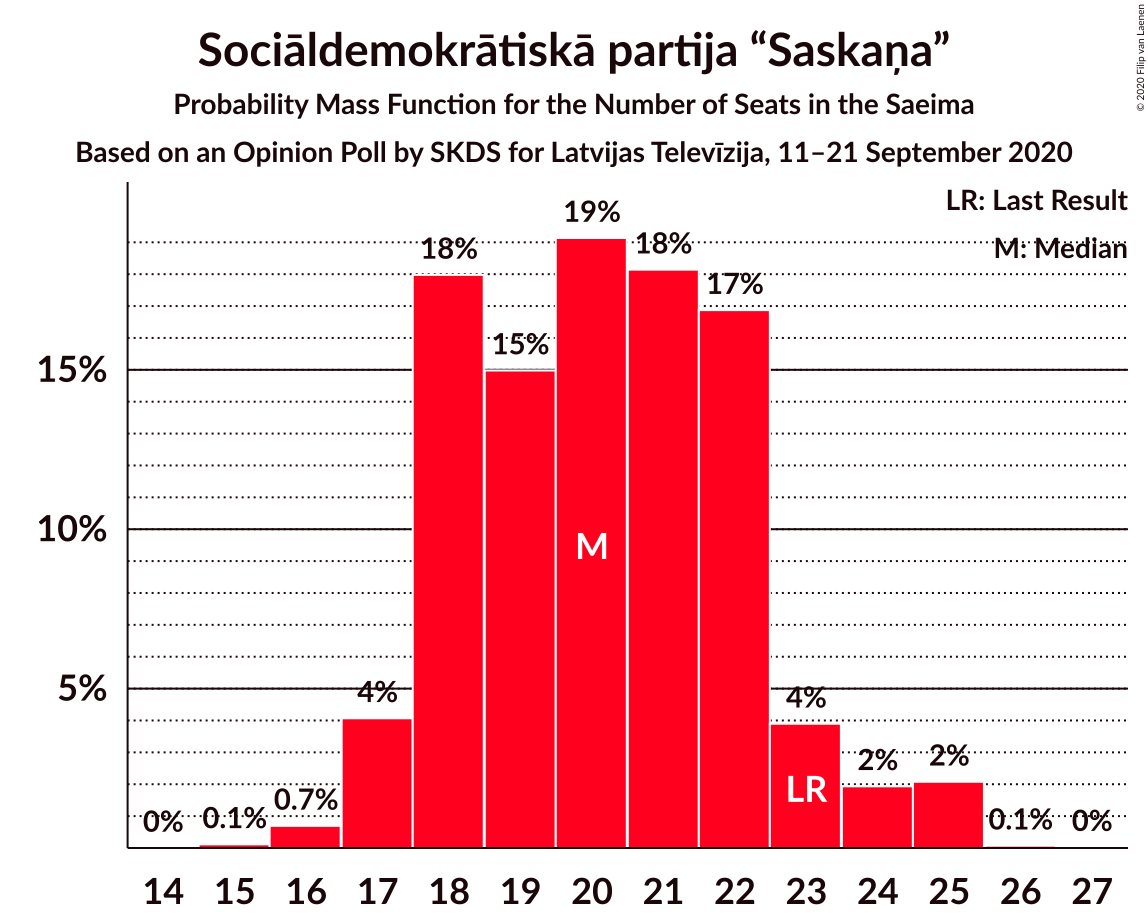 Sociāldemokrātiskā partija “Saskaņa”
Probability Mass Function for the Number of Seats in the Saeima
Based on an Opinion Poll by SKDS for Latvijas Televīzija, 11–21 September 2020
© 2020 Filip van Laenen
LR: Last Result
M: Median
15%
10%
5%
0%
0.1%
0.7%
4%
18%
15%
19%
18%
17%
4%
2%
2%
0.1%
0%
M
LR
14 15 16 17 18 19 20 21 22 23 24 25 26 27